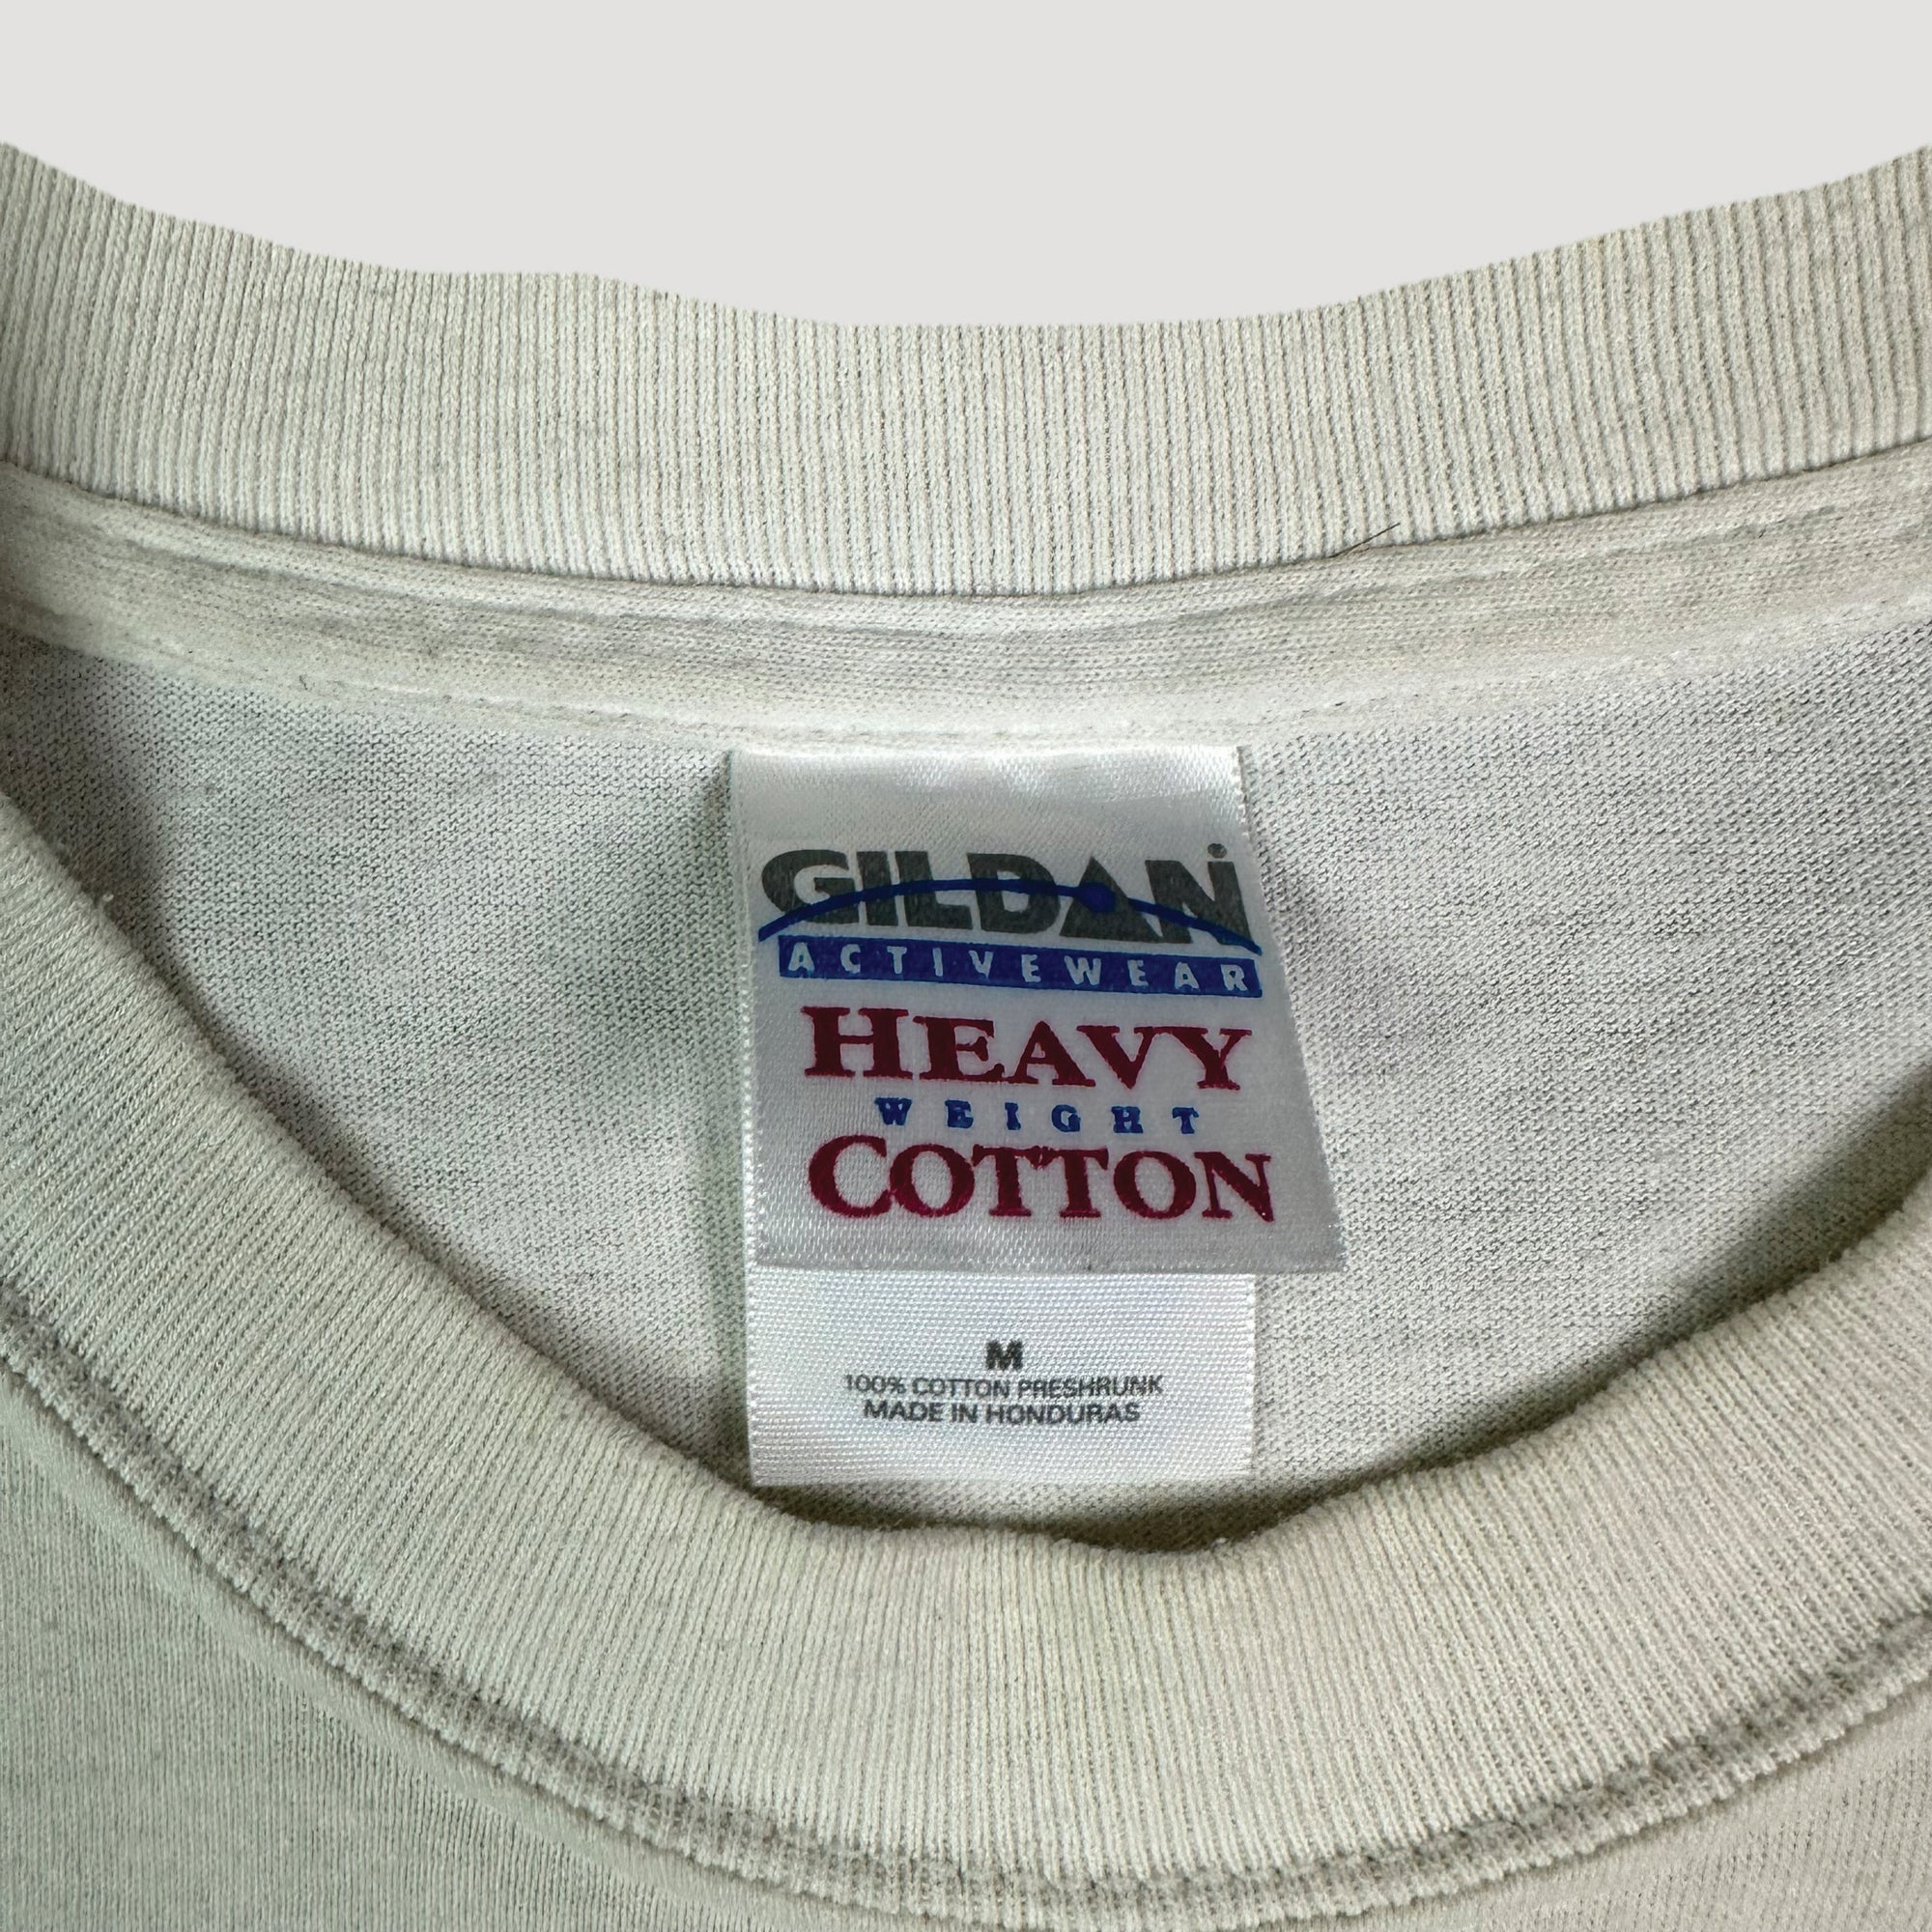 GILDAN
ACTIVEWEAR
HEAVY
WEIGHT
COTTON
M
100% COTTON PRESHRUNK
MADE IN HONDURAS